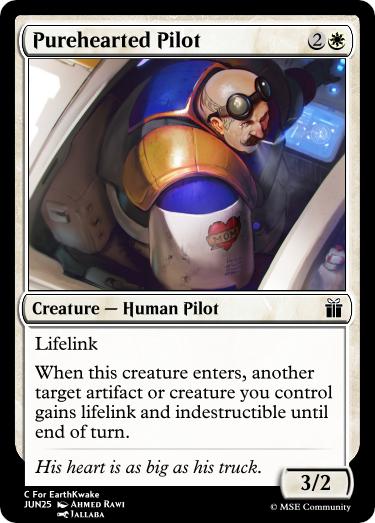 Purehearted Pilot 2
MOM
Creature — Human Pilot
Lifelink
When this creature enters, another
target artifact or creature you control
gains lifelink and indestructible until
end of turn.
His heart is as big as his truck.
3/2
C For EarthKwake
JUN25 Ahmed Rawi
Jallaba
© MSE Community